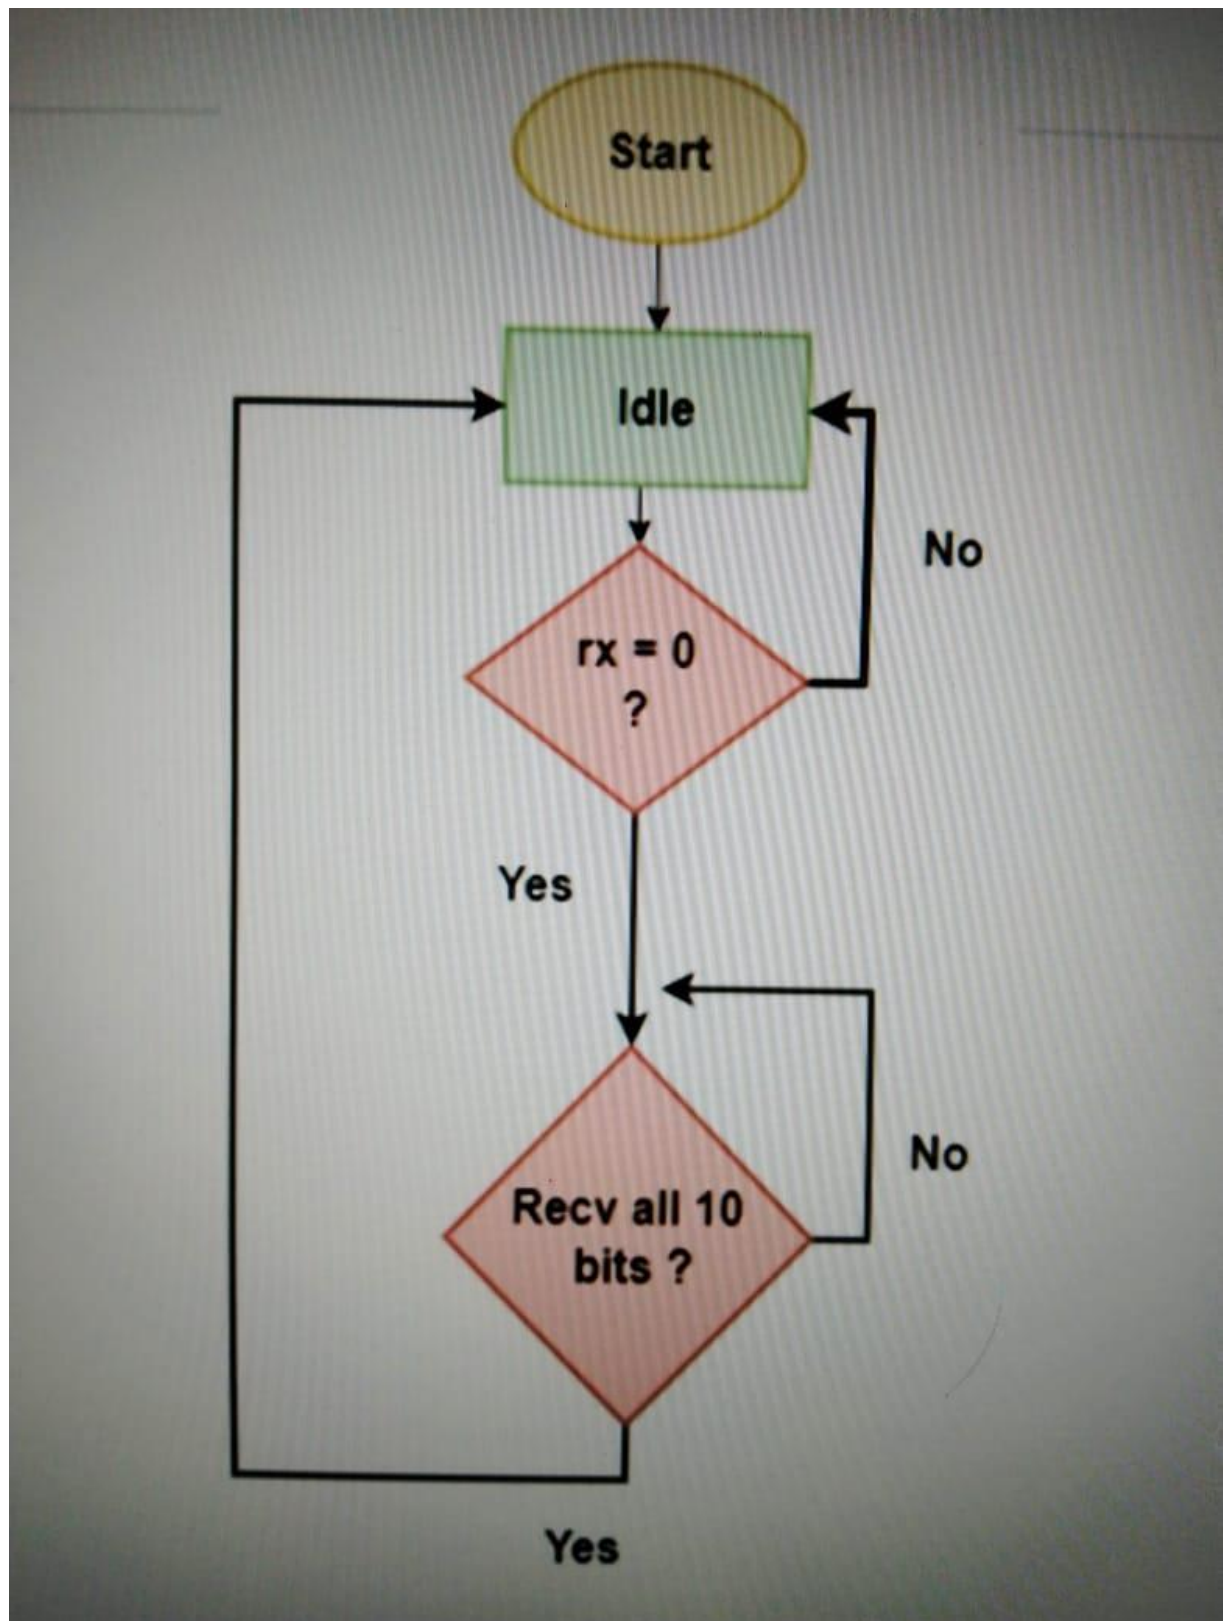 Start
Idle
No
rx = 0
?
Yes
No
Recv all 10
bits ?
Yes